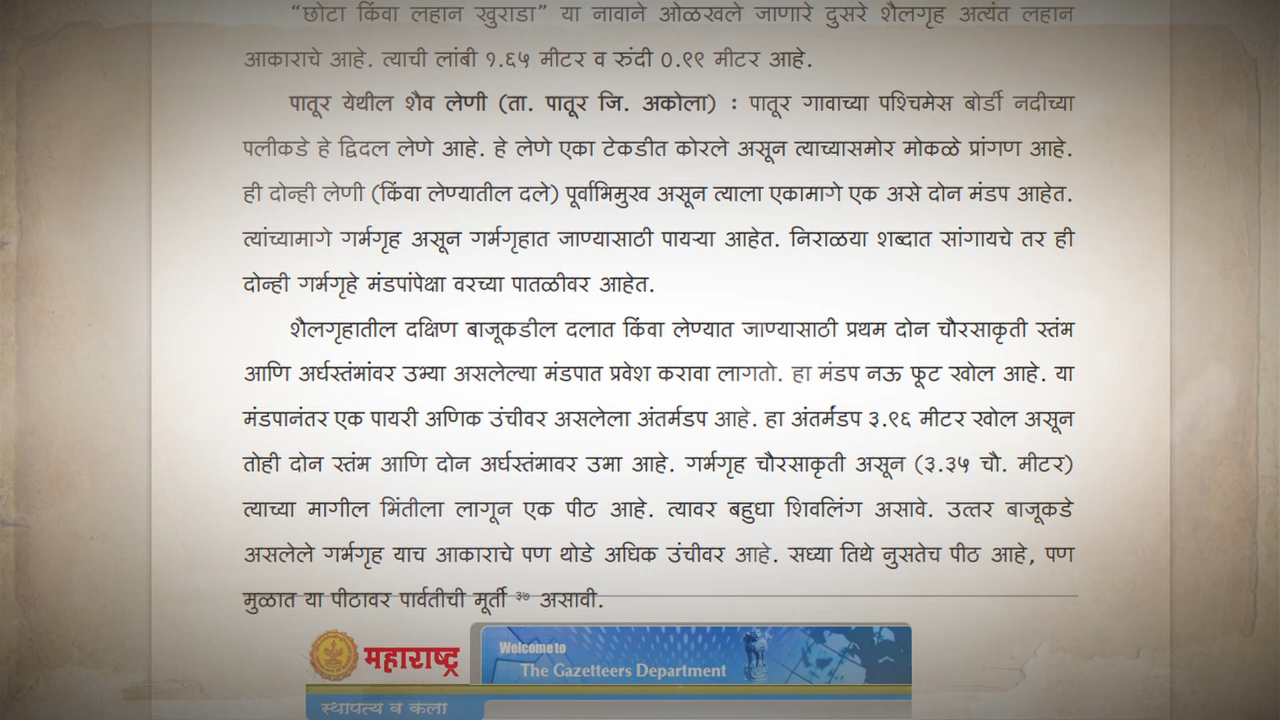 “छोटा किंवा लहान खुराडा” या नावाने ओळखले जाणारे दुसरे शैलगृह अत्यंत लहान
आकाराचे आहे. त्याची लांबी १.६५ मीटर व रुंदी ०.९९ मीटर आहे.
पातूर येथील शैव लेणी (ता. पातूर जि. अकोला) : पातूर गावाच्या पश्चिमेस बोर्डी नदीच्या
पलीकडे हे द्विदल लेणे आहे. हे लेणे एका टेकडीत कोरले असून त्याच्यासमोर मोकळे प्रांगण आहे.
ही दोन्ही लेणी (किंवा लेण्यातील दले) पूर्वाभिमुख असून त्याला एकामागे एक असे दोन मंडप आहेत.
त्यांच्यामागे गर्भगृह असून गर्भगृहात जाण्यासाठी पायऱ्या आहेत. निराळया शब्दात सांगायचे तर ही
दोन्ही गर्भगृहे मंडपांपेक्षा वरच्या पातळीवर आहेत.
शैलगृहातील दक्षिण बाजूकडील दलात किंवा लेण्यात जाण्यासाठी प्रथम दोन चौरसाकृती स्तंम
आणि अर्धस्तंमांवर उभ्या असलेल्या मंडपात प्रवेश करावा लागतो. हा मंडप नऊ फूट खोल आहे. या
मंडपानंतर एक पायरी अणिक उंचीवर असलेला अंतर्मडप आहे. हा अंतर्मंडप ३.९६ मीटर खोल असून
तोही दोन स्तंम आणि दोन अर्धस्तंमावर उमा आहे. गर्भगृह चौरसाकृती असून (३.३५ चौ. मीटर)
त्याच्या मागील भिंतीला लागून एक पीठ आहे. त्यावर बहुधा शिवलिंग असावे. उत्तर बाजूकडे
असलेले गर्भगृह याच आकाराचे पण थोडे अधिक उंचीवर आहे. सध्या तिथे नुसतेच पीठ आहे, पण
मुळात या पीठावर पार्वतीची मूर्ती ३७ असावी.
महाराष्ट्र
Welcome to
The Gazetteers Department
स्थापत्य व कला